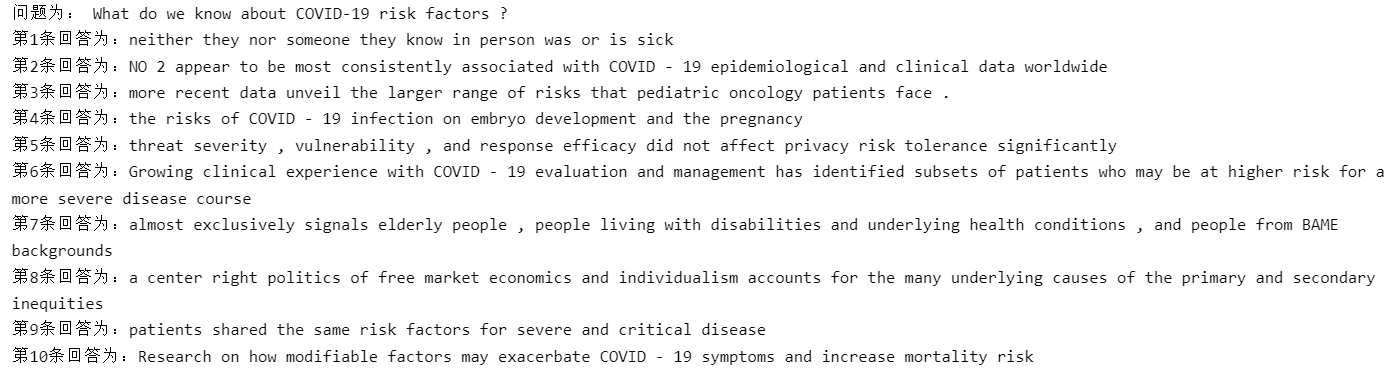 问题为： What do we know about COVID-19 risk factors ?
第1条回答为：neither they nor someone they know in person was or is sick
第2条回答为：NO 2 appear to be most consistently associated with COVID - 19 epidemiological and clinical data worldwide
第3条回答为：more recent data unveil the larger range of risks that pediatric oncology patients face .
第4条回答为：the risks of COVID - 19 infection on embryo development and the pregnancy
第5条回答为：threat severity , vulnerability , and response efficacy did not affect privacy risk tolerance significantly
第6条回答为：Growing clinical experience with COVID - 19 evaluation and management has identified subsets of patients who may be at higher risk for a
more severe disease course
第7条回答为：almost exclusively signals elderly people , people living with disabilities and underlying health conditions , and people from BAME
backgrounds
第8条回答为：a center right politics of free market economics and individualism accounts for the many underlying causes of the primary and secondary
inequities
第9条回答为：patients shared the same risk factors for severe and critical disease
第10条回答为：Research on how modifiable factors may exacerbate COVID - 19 symptoms and increase mortality risk